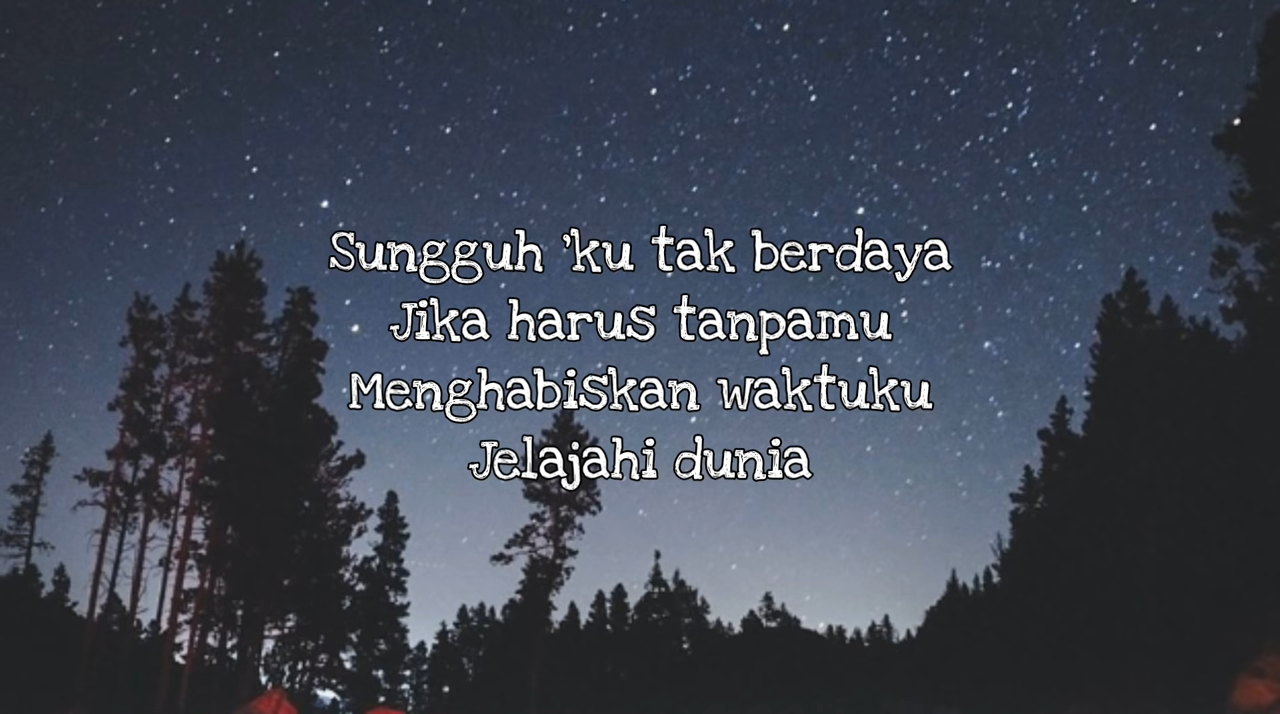 Sungguh 'ku tak berdaya
Jika harus tanpamu
Menghabiskan waktuku
Jelajahi dunia